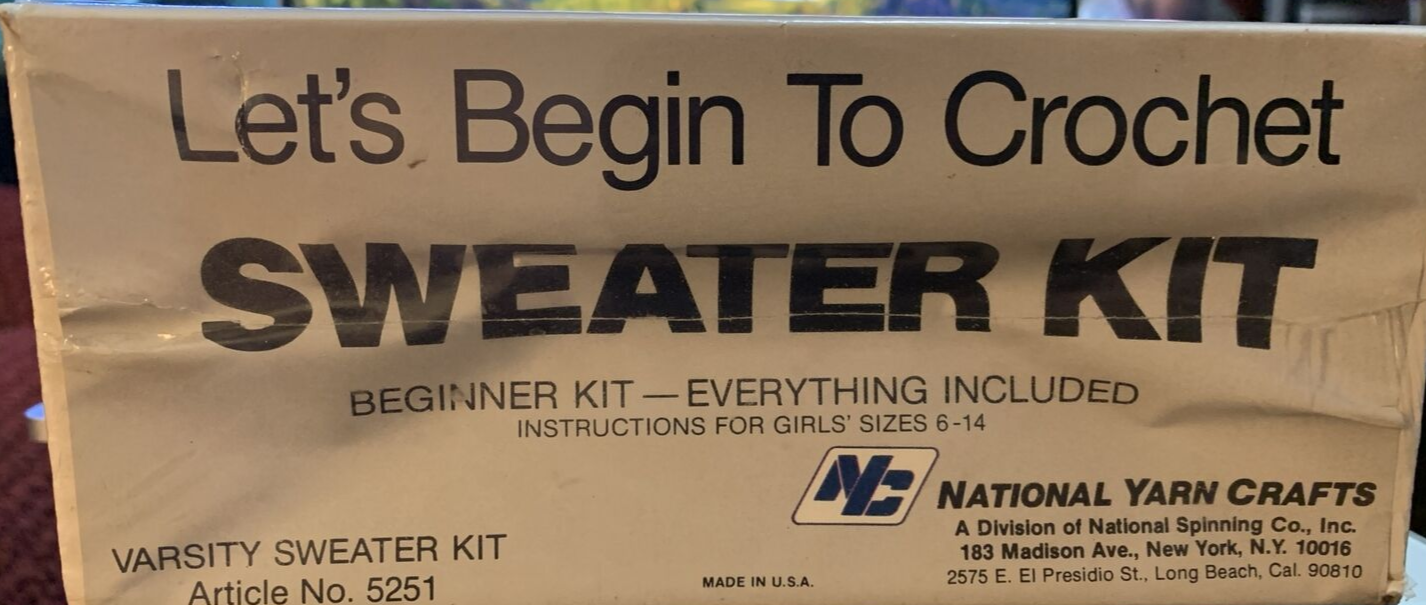 Let's Begin To Crochet
SWEATER KIT
BEGINNER KIT — EVERYTHING INCLUDED
INSTRUCTIONS FOR GIRLS' SIZES 6-14
NYC
NATIONAL YARN CRAFTS
A Division of National Spinning Co., Inc.
183 Madison Ave., New York, N.Y. 10016
2575 E. El Presidio St., Long Beach, Cal. 90810
VARSITY SWEATER KIT
Article No. 5251
MADE IN U.S.A.